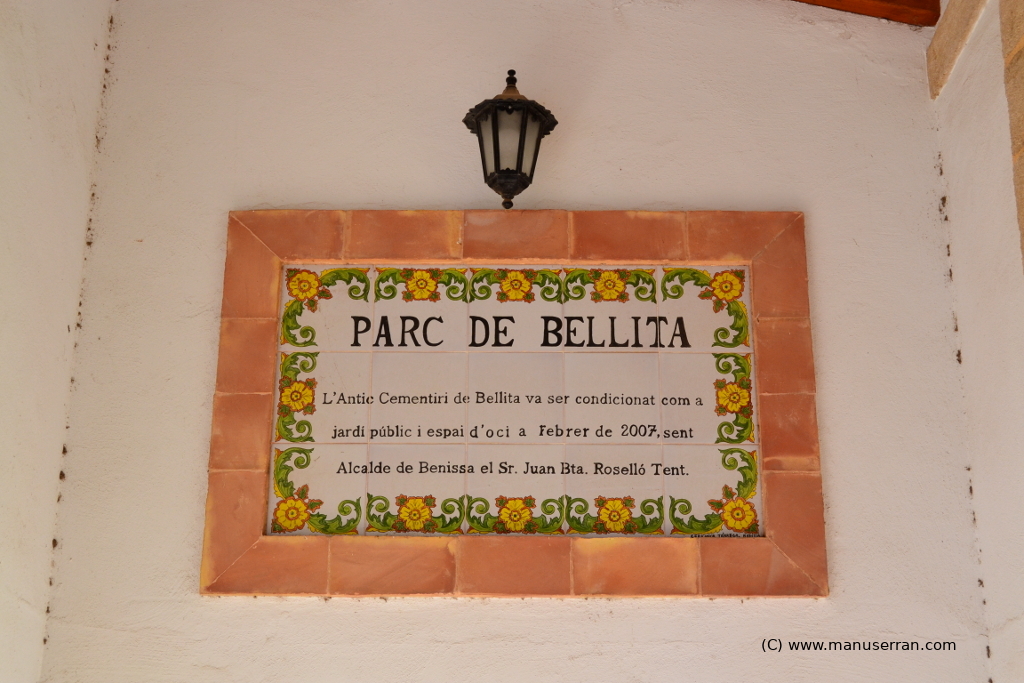 PARC DE BELLITA
L'Antic Cementiri de Bellita va ser condicionat com a
jardí públic i espai d'oci a Febrer de 2007, sent
Alcalde de Benissa el Sr. Juan Bta. Roselló Tent.
(C) www.manuserran.com